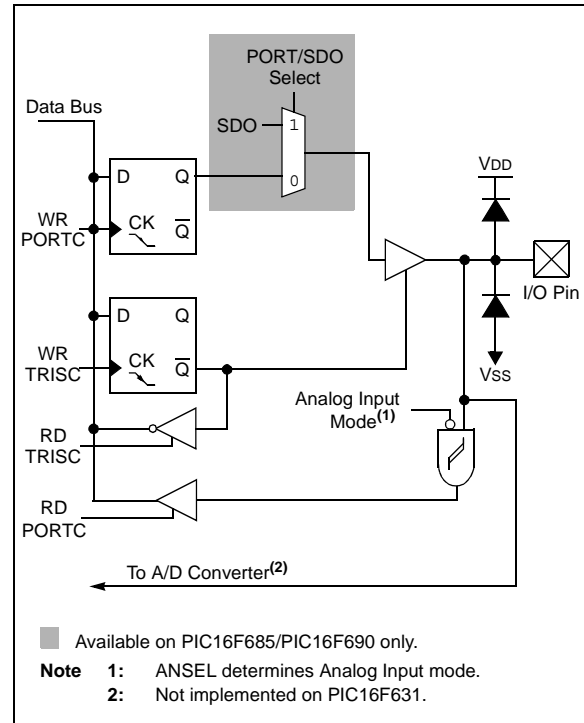 PORT/SDO
Select
Data Bus
SDO
1
0
VDD
D Q
WR
PORTC
CK
Q
I/O Pin
D Q
WR
TRISC
CK
Q
VSS
Analog Input
Mode(1)
RD
TRISC
RD
PORTC
To A/D Converter(2)
Available on PIC16F685/PIC16F690 only.
Note 1: ANSEL determines Analog Input mode.
2: Not implemented on PIC16F631.